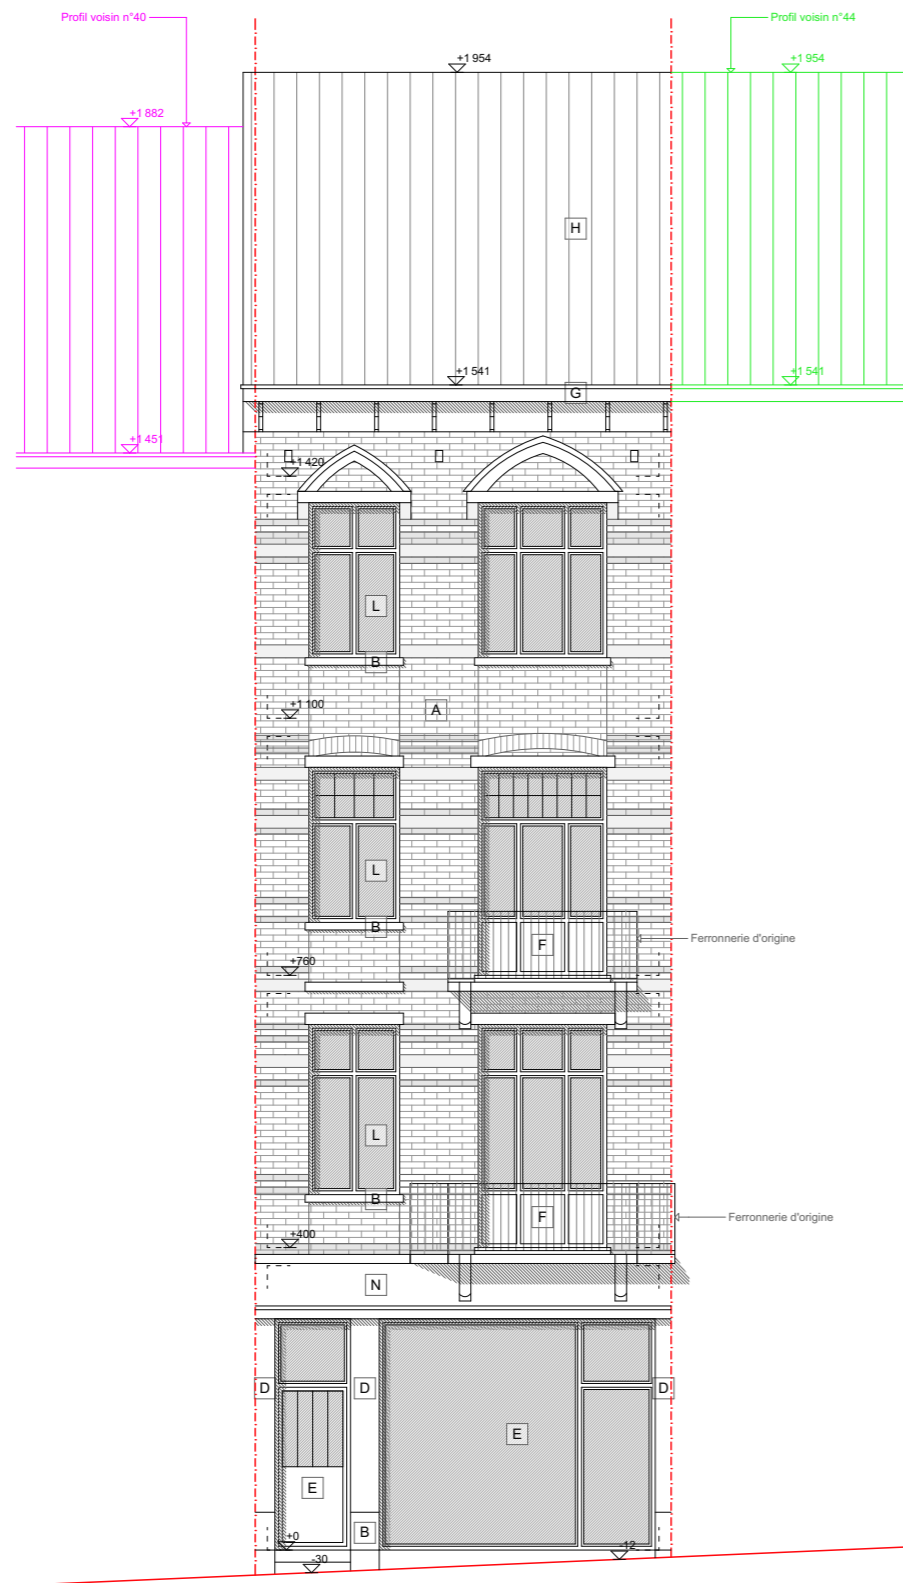 Profil voisin n°40
Profil voisin n°44
+1 954
+1 954
+1 882
H
+1 541
+1 541
G
+1 451
+1 420
L
B
A
+1 100
L
B
F
Ferronnerie d'origine
+760
L
B
F
Ferronnerie d'origine
+400
N
D
D
D
E
E
B
+0
-12
-30